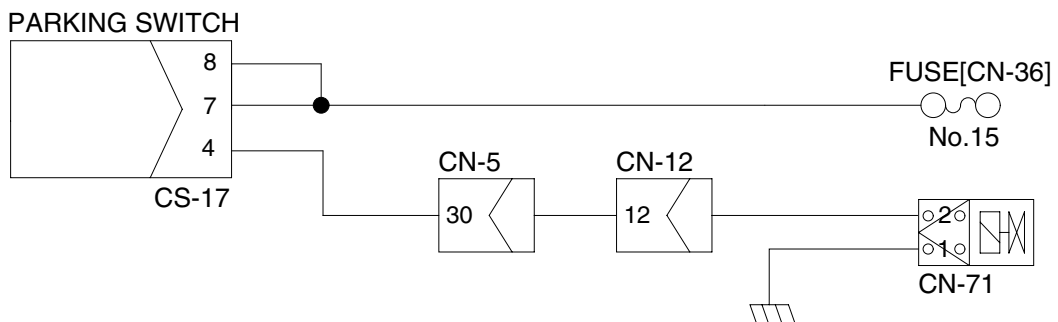 PARKING SWITCH
8
FUSE[CN-36]
7
No.15
4
CN-5
CN-12
CS-17
30
12
2
1
CN-71